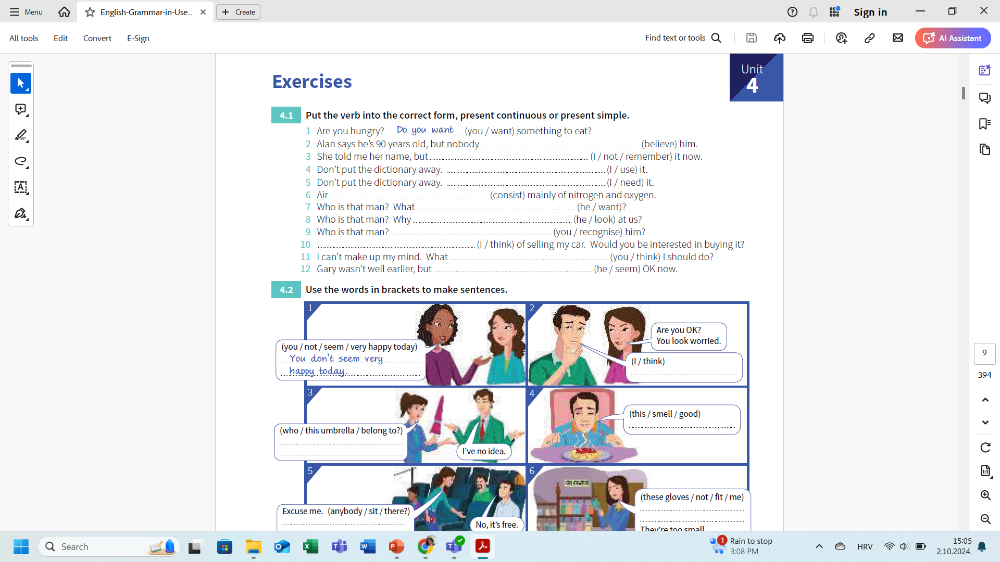 Menu
English-Grammar-in-Use...
Create
Sign in
All tools
Edit
Convert
E-Sign
Find text or tools
AI Assistant
Exercises
Unit
4
4.1 Put the verb into the correct form, present continuous or present simple.
1 Are you hungry? Do you want (you / want) something to eat?
2 Alan says he’s 90 years old, but nobody (believe) him.
3 She told me her name, but (I / not / remember) it now.
4 Don’t put the dictionary away. (I / use) it.
5 Don’t put the dictionary away. (I / need) it.
6 Air (consist) mainly of nitrogen and oxygen.
7 Who is that man? What (he / want)?
8 Who is that man? Why (he / look) at us?
9 Who is that man? (you / recognise) him?
10 (I / think) of selling my car. Would you be interested in buying it?
11 I can’t make up my mind. What (you / think) I should do?
12 Gary wasn’t well earlier, but (he / seem) OK now.
4.2 Use the words in brackets to make sentences.
1
(you / not / seem / very happy today)
You don’t seem very
happy today.
2
Are you OK?
You look worried.
(I / think)
3
(who / this umbrella / belong to?)
I’ve no idea.
4
(this / smell / good)
5
Excuse me. (anybody / sit / there?)
No, it’s free.
6
GLOVES
(these gloves / not / fit / me)
They’re too small.
9
394
1:1
Search
1
Rain to stop
3:08 PM
HRV
15:05
2.10.2024.